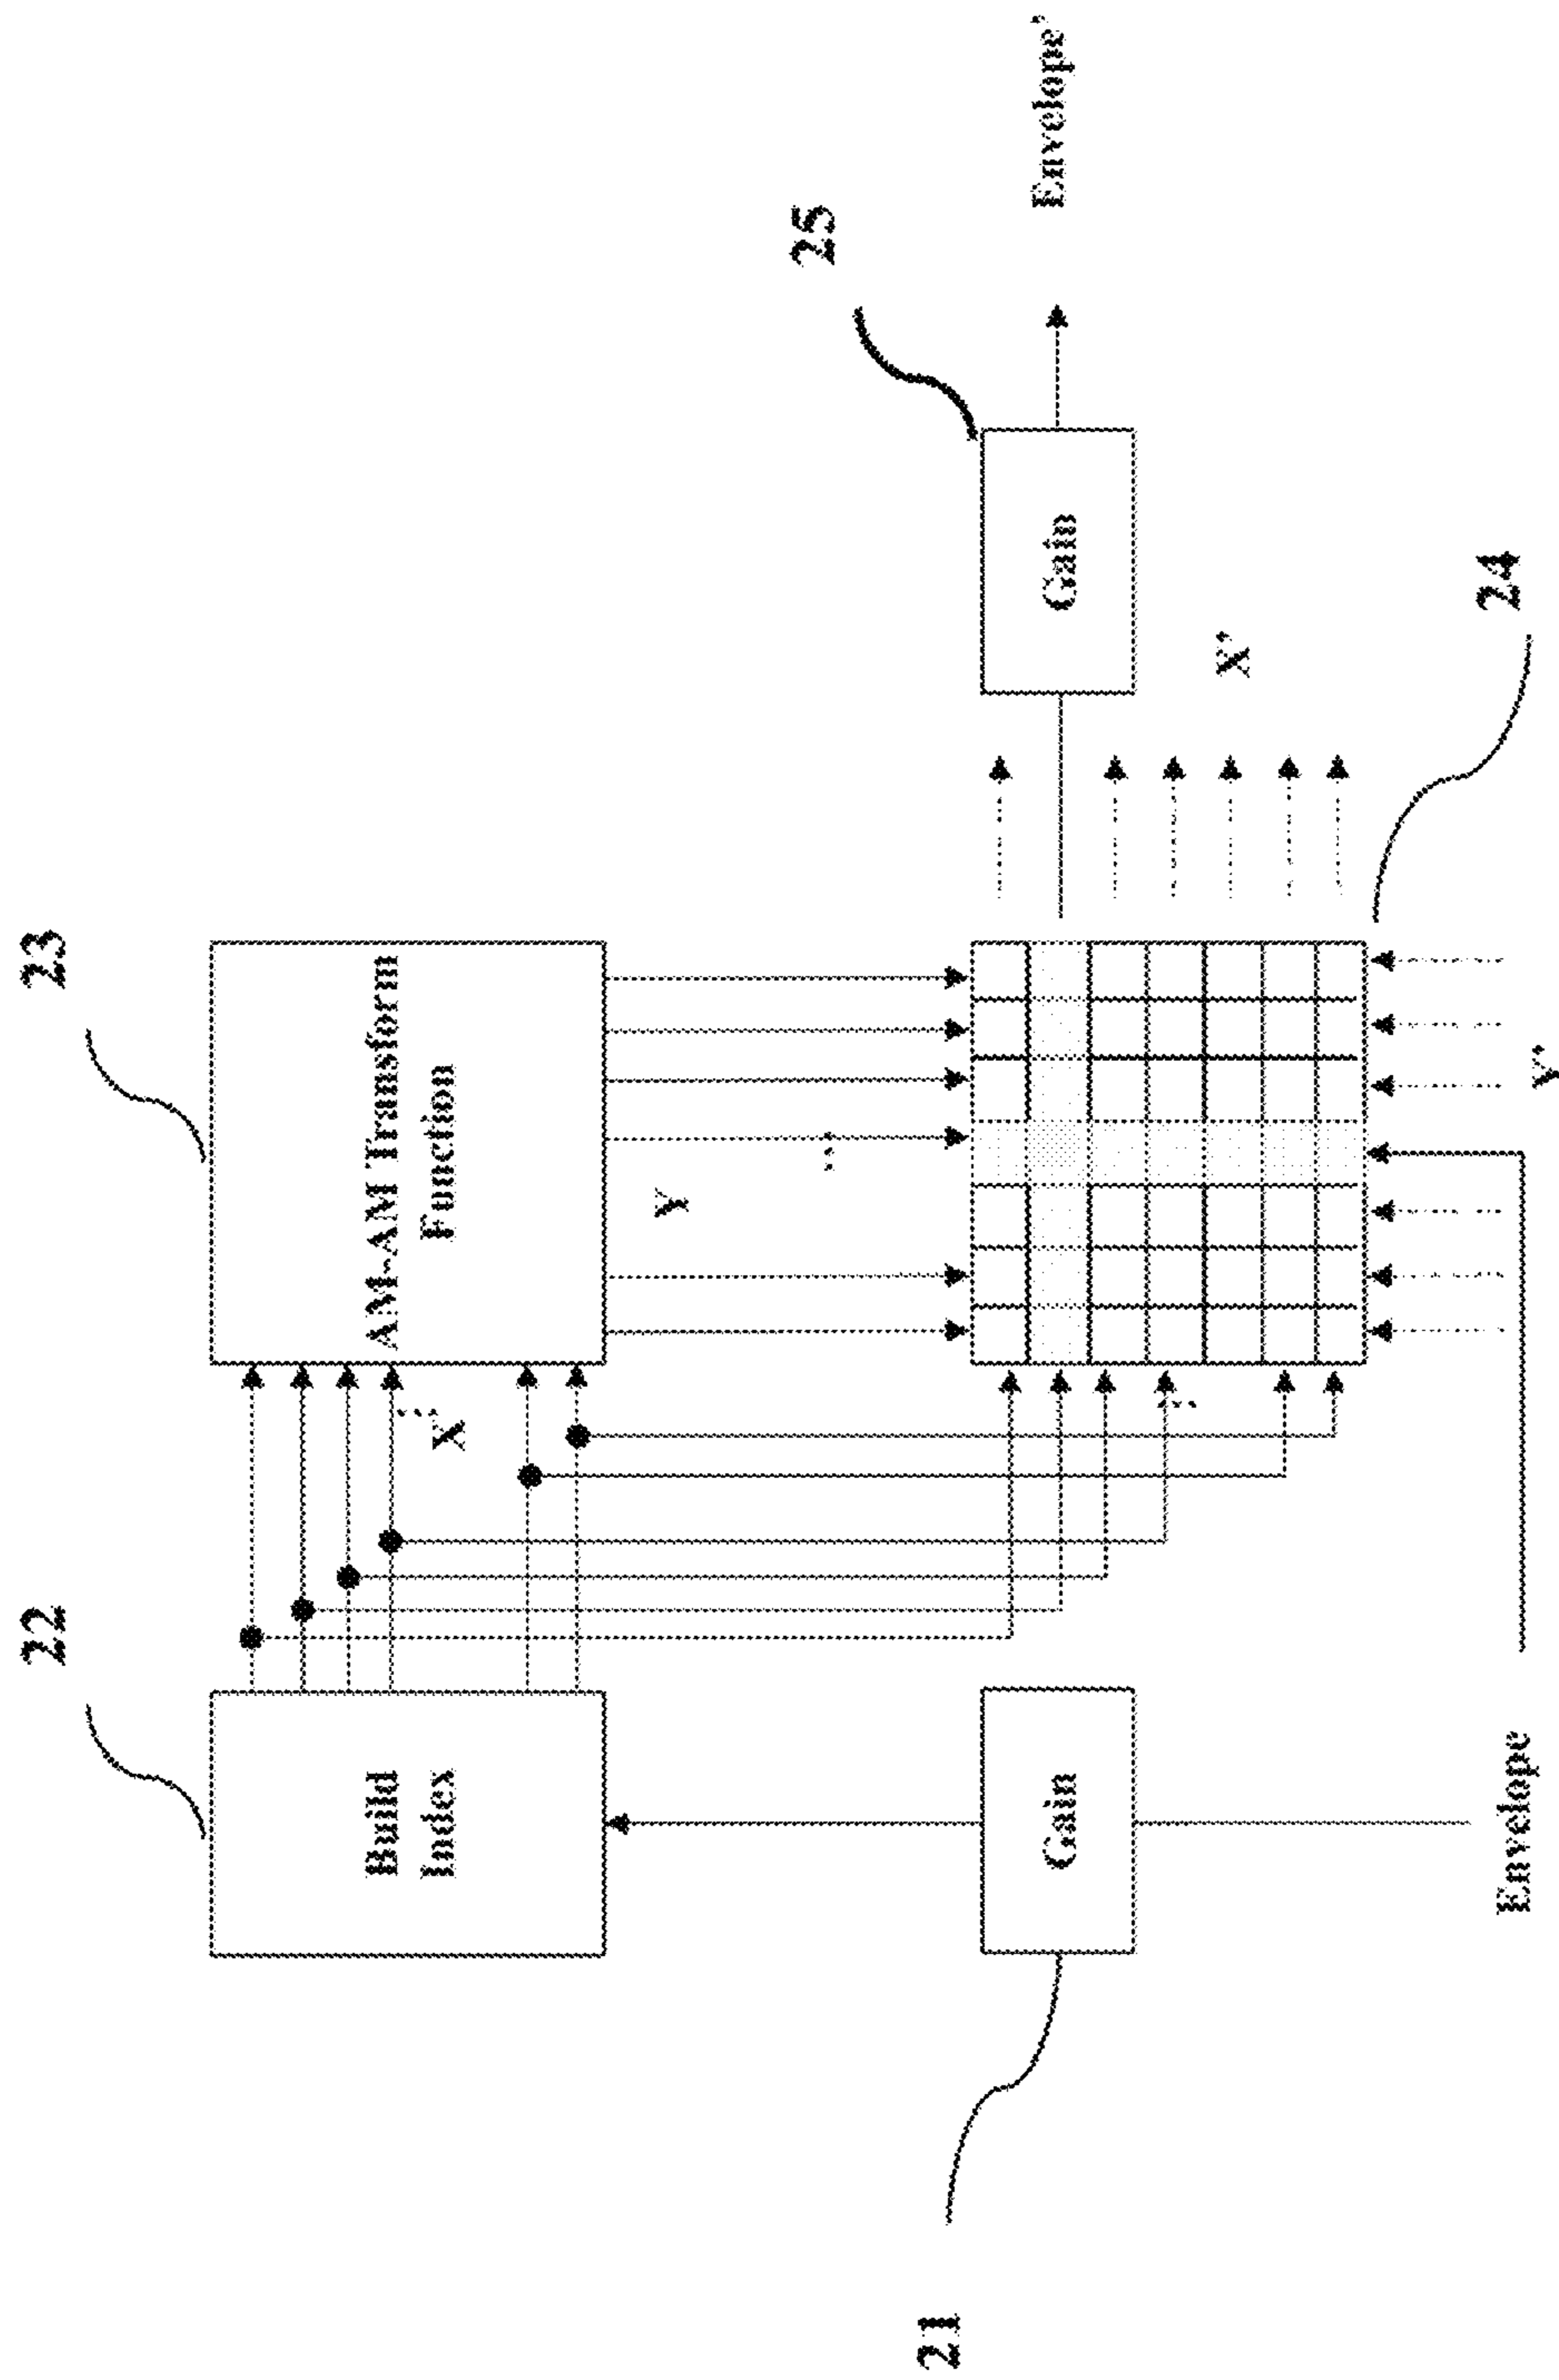 22
23
Build
Index
AM-AM Transform
Function
X
Y
25
21
Gain
Gain
Envelope'
X'
24
Envelope
Y'